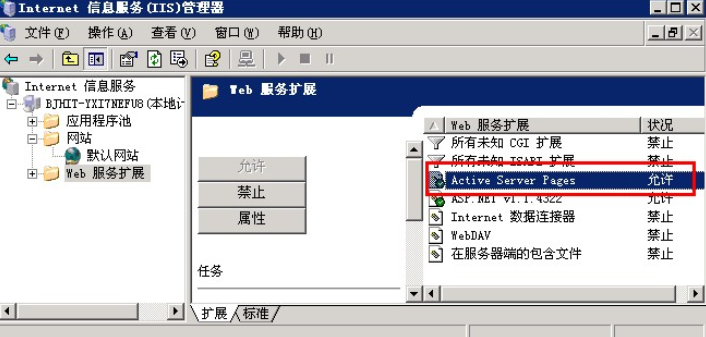 Internet 信息服务(IIS)管理器
文件(F) 操作(A) 查看(V) 窗口(W) 帮助(H)
Internet 信息服务
BJHIT-YXI7NEFU8(本地计
应用程序池
网站
默认网站
Web 服务扩展
Web 服务扩展
允许
禁止
属性
任务
Web 服务扩展 状况
所有未知 CGI 扩展 禁止
所有未知 ISAPI 扩展 禁止
Active Server Pages 允许
ASP.NET v1.1.4322 允许
Internet 数据连接器 禁止
WebDAV 禁止
在服务器端的包含文件 禁止
扩展 标准